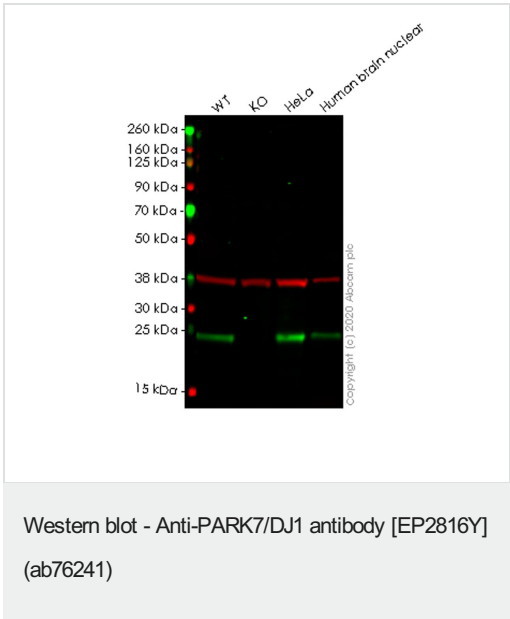 WT KO HeLa Human brain nuclear
260 kDa
160 kDa
125 kDa
90 kDa
70 kDa
50 kDa
38 kDa
30 kDa
25 kDa
15 kDa
Copyright (c) 2020 Abcam plc
Western blot - Anti-PARK7/DJ1 antibody [EP2816Y]
(ab76241)